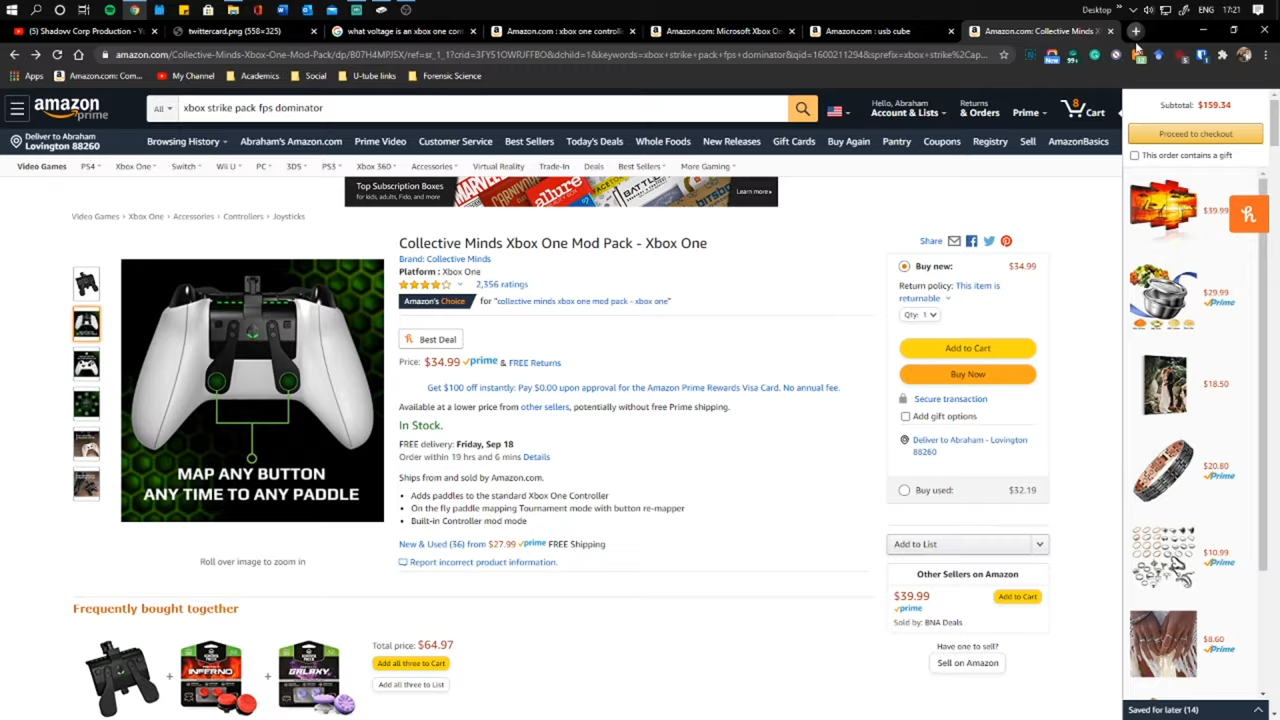 Desktop
ENG
17:21
(5) Shadovv Corp Production - Y
twittercard.png (558×325)
what voltage is an xbox one con
Amazon.com : xbox one controlle
Amazon.com: Microsoft Xbox On
Amazon.com : usb cube
Amazon.com: Collective Minds X
amazon.com/Collective-Minds-Xbox-One-Mod-Pack/dp/B07H4MPJ5X/ref=sr_1_1?crid=3FY51OWRJFFBO&dchild=1&keywords=xbox+strike+pack+fps+dominator&qid=1600211294&sprefix=xbox+strike%2Cap...
New
99+
Apps
Amazon.com: Com...
My Channel
Academics
Social
U-tube links
Forensic Science
amazon prime
All
xbox strike pack fps dominator
Hello, Abraham
Account & Lists
Returns
& Orders
Prime
8
Cart
Deliver to Abraham
Lovington 88260
Browsing History
Abraham's Amazon.com
Prime Video
Customer Service
Best Sellers
Today's Deals
Whole Foods
New Releases
Gift Cards
Buy Again
Pantry
Coupons
Registry
Sell
AmazonBasics
Video Games
PS4
Xbox One
Switch
Wii U
PC
3DS
PS3
Xbox 360
Accessories
Virtual Reality
Trade-In
Deals
Best Sellers
More Gaming
Top Subscription Boxes
for kids, adults, Fido, and more
MARVEL
CARNIVORE
allure
BATTLE
Learn more
Video Games › Xbox One › Accessories › Controllers › Joysticks
MAP ANY BUTTON
ANY TIME TO ANY PADDLE
Roll over image to zoom in
Collective Minds Xbox One Mod Pack - Xbox One
Brand: Collective Minds
Platform : Xbox One
2,356 ratings
Amazon's Choice
for "collective minds xbox one mod pack - xbox one"
Best Deal
Price: $34.99 prime & FREE Returns
Get $100 off instantly: Pay $0.00 upon approval for the Amazon Prime Rewards Visa Card. No annual fee.
Available at a lower price from other sellers, potentially without free Prime shipping.
In Stock.
FREE delivery: Friday, Sep 18
Order within 19 hrs and 6 mins Details
Ships from and sold by Amazon.com.
• Adds paddles to the standard Xbox One Controller
• On the fly paddle mapping Tournament mode with button re-mapper
• Built-in Controller mod mode
New & Used (36) from $27.99 prime FREE Shipping
Report incorrect product information.
Share
Buy new:
$34.99
Return policy: This item is
returnable
Qty: 1
Add to Cart
Buy Now
Secure transaction
Add gift options
Deliver to Abraham - Lovington
88260
Buy used:
$32.19
Add to List
Other Sellers on Amazon
$39.99
prime
Add to Cart
Sold by: BNA Deals
Have one to sell?
Sell on Amazon
Frequently bought together
INFERNO
GALAXY
+
+
Total price: $64.97
Add all three to Cart
Add all three to List
Subtotal: $159.34
Proceed to checkout
This order contains a gift
$39.99
$29.99
prime
$18.50
$20.80
prime
$10.99
prime
$8.60
prime
Saved for later (14)